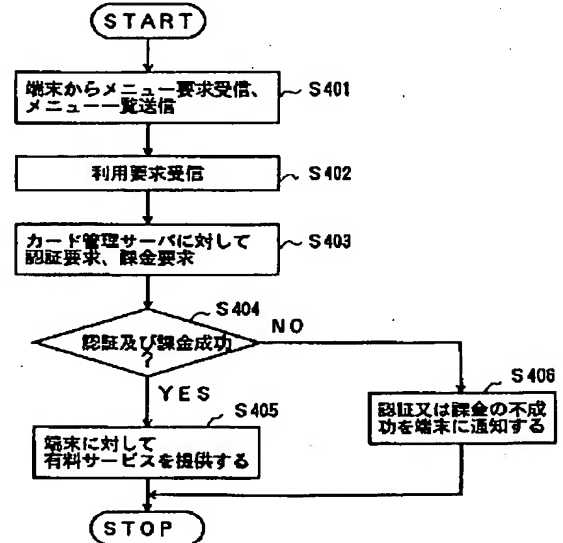 START
端末からメニュー要求受信、
メニュー一覧送信
S401
利用要求受信
S402
カード管理サーバに対して
認証要求、課金要求
S403
S404
認証及び課金成功
?
NO
YES
S405
端末に対して
有料サービスを提供する
S406
認証又は課金の不成
功を端末に通知する
STOP